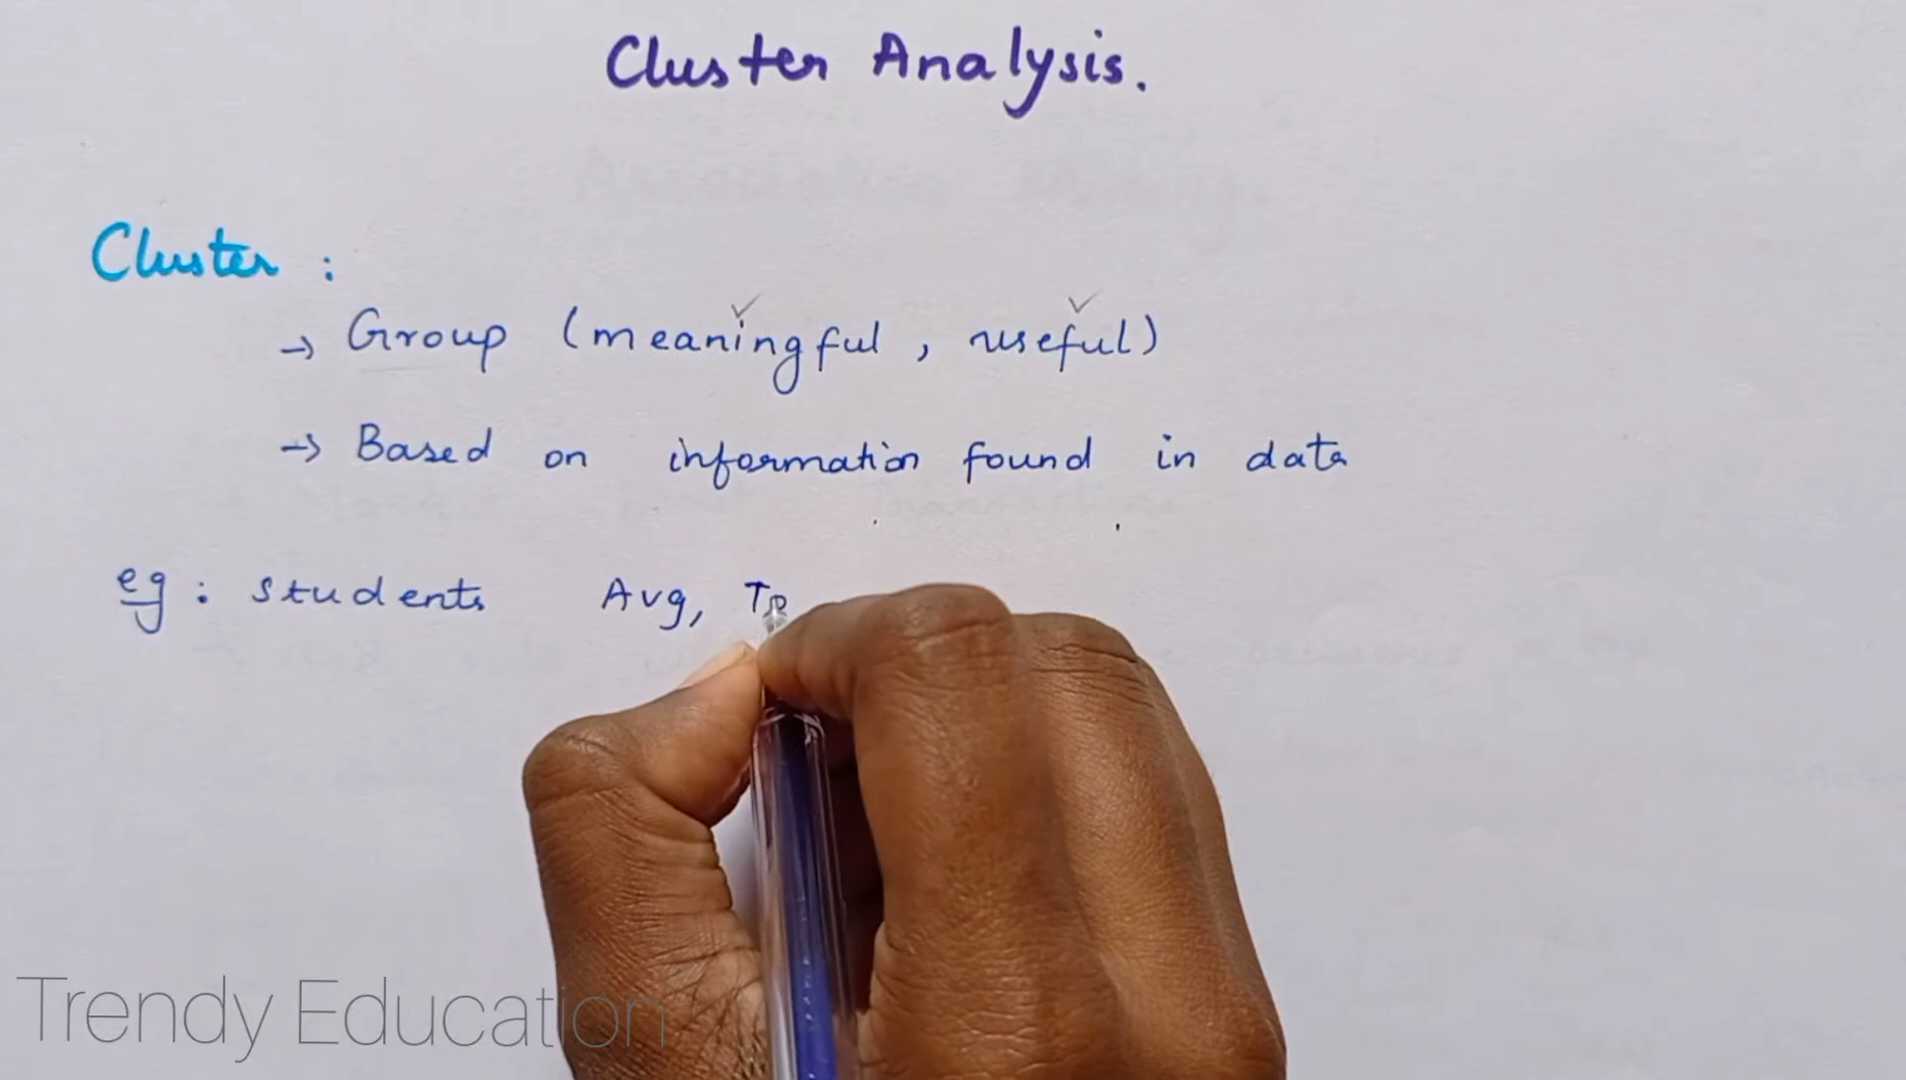 Cluster Analysis.
Cluster :
→ Group (meaningful, useful)
→ Based on information found in data
eg : students Avg,
Trendy Education